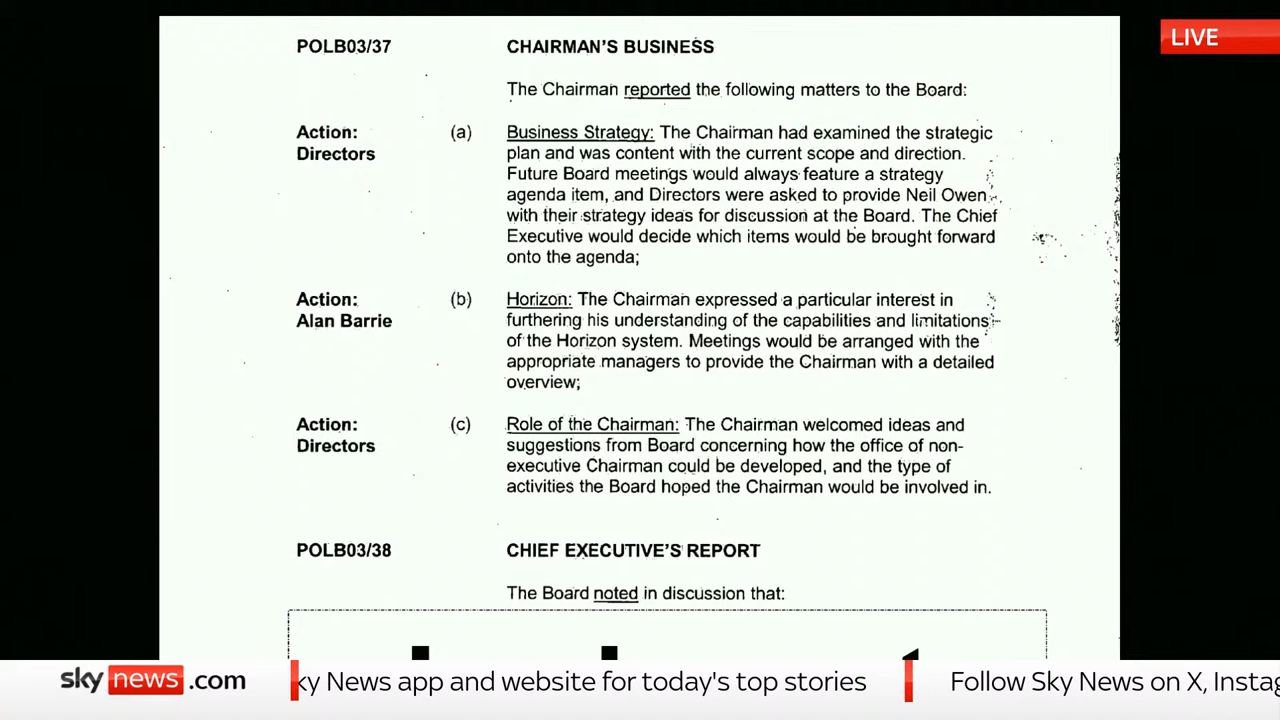 LIVE
POLB03/37 CHAIRMAN'S BUSINESS
The Chairman reported the following matters to the Board:
Action: (a) Business Strategy: The Chairman had examined the strategic
Directors plan and was content with the current scope and direction.
Future Board meetings would always feature a strategy
agenda item, and Directors were asked to provide Neil Owen
with their strategy ideas for discussion at the Board. The Chief
Executive would decide which items would be brought forward
onto the agenda;
Action: (b) Horizon: The Chairman expressed a particular interest in
Alan Barrie furthering his understanding of the capabilities and limitations
of the Horizon system. Meetings would be arranged with the
appropriate managers to provide the Chairman with a detailed
overview;
Action: (c) Role of the Chairman: The Chairman welcomed ideas and
Directors suggestions from Board concerning how the office of non-
executive Chairman could be developed, and the type of
activities the Board hoped the Chairman would be involved in.
POLB03/38 CHIEF EXECUTIVE'S REPORT
The Board noted in discussion that:
sky news.com ky News app and website for today's top stories Follow Sky News on X, Instag